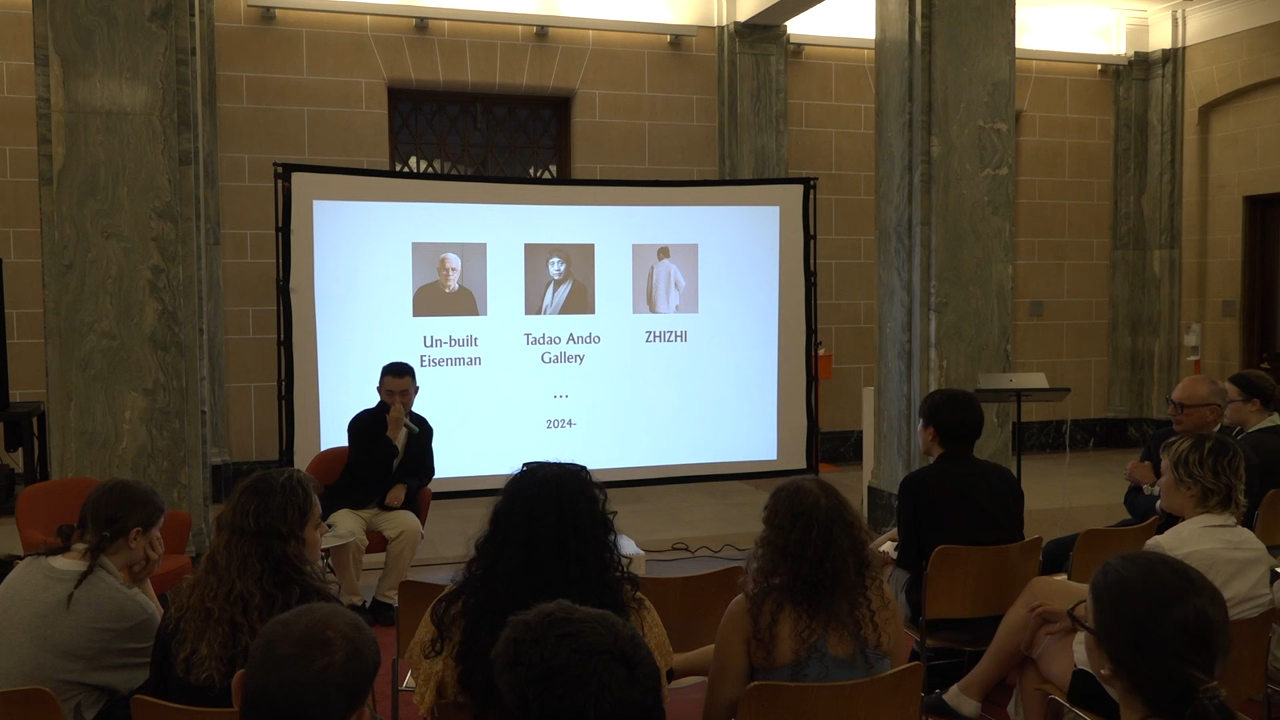 Un-built
Eisenman
Tadao Ando
Gallery
ZHIZHI
...
2024-